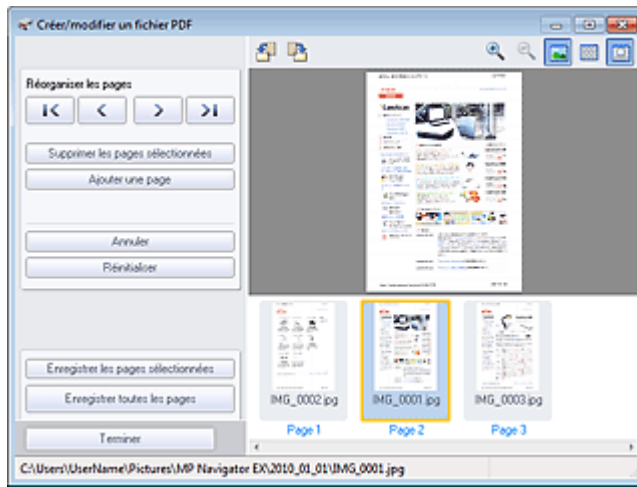 Créer/modifier un fichier PDF
Réorganiser les pages
Supprimer les pages sélectionnées
Ajouter une page
Annuler
Réinitialiser
Enregistrer les pages sélectionnées
Enregistrer toutes les pages
Terminer
IMG_0002.jpg
IMG_0001.jpg
IMG_0003.jpg
Page 1
Page 2
Page 3
C:\Users\UserName\Pictures\MP Navigator EX\2010_01_01\IMG_0001.jpg